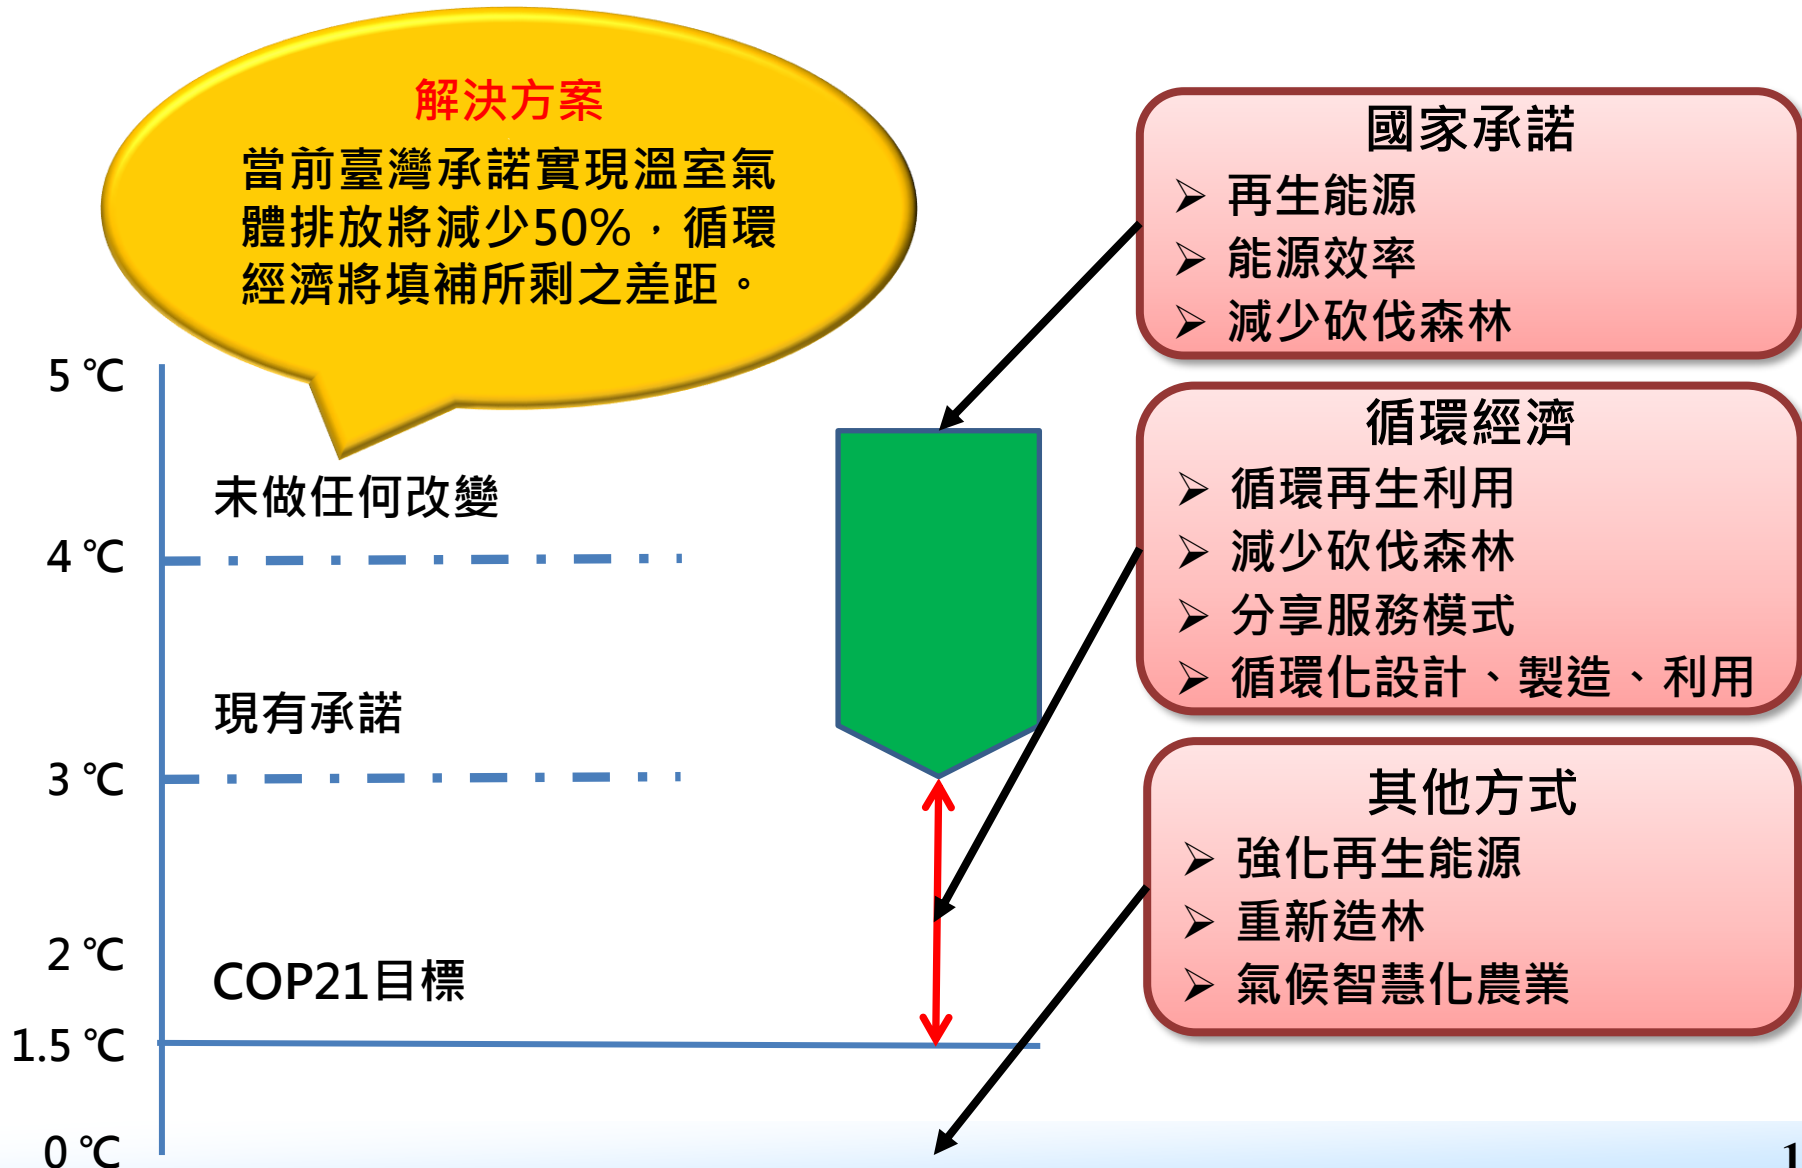 解決方案
當前臺灣承諾實現溫室氣
體排放將減少50%，循環
經濟將填補所剩之差距。
國家承諾
➢ 再生能源
➢ 能源效率
➢ 減少砍伐森林
循環經濟
➢ 循環再生利用
➢ 減少砍伐森林
➢ 分享服務模式
➢ 循環化設計、製造、利用
其他方式
➢ 強化再生能源
➢ 重新造林
➢ 氣候智慧化農業
5 ℃
未做任何改變
4 ℃
現有承諾
3 ℃
2 ℃
COP21目標
1.5 ℃
0 ℃